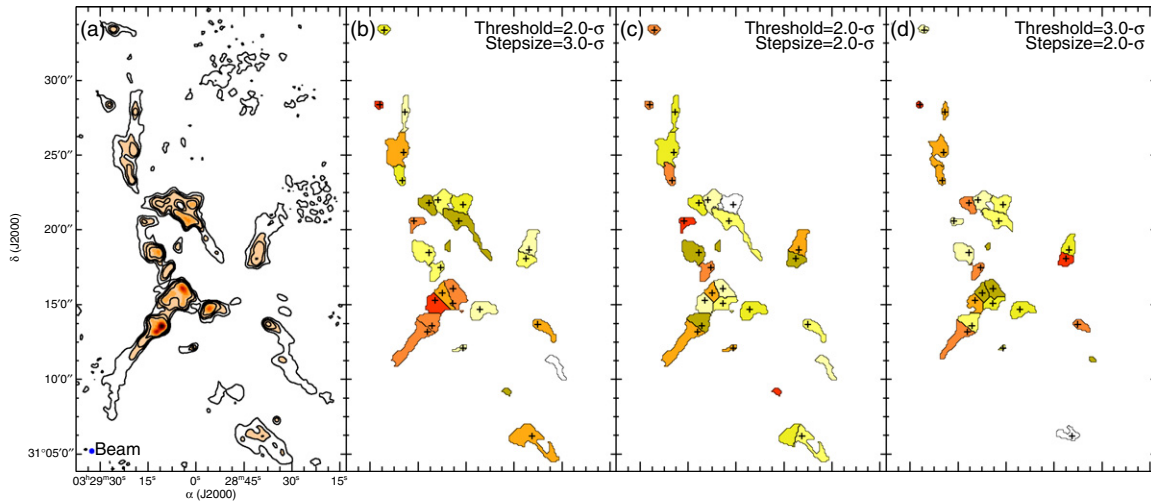 (a)
(b)
Threshold=2.0-σ
Stepsize=3.0-σ
(c)
Threshold=2.0-σ
Stepsize=2.0-σ
(d)
Threshold=3.0-σ
Stepsize=2.0-σ
30′0″
25′0″
20′0″
15′0″
10′0″
31°05′0″
δ (J2000)
Beam
03ʰ29ᵐ30ˢ
15ˢ
0ˢ
28ᵐ45ˢ
30ˢ
15ˢ
α (J2000)